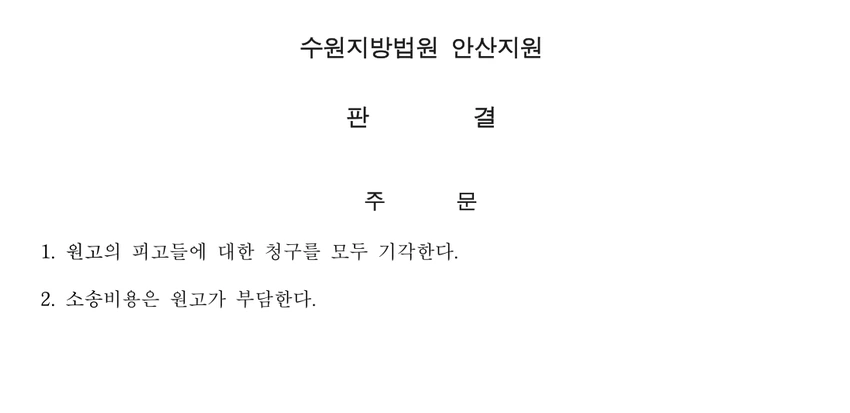 수원지방법원 안산지원
판 결
주 문
1. 원고의 피고들에 대한 청구를 모두 기각한다.
2. 소송비용은 원고가 부담한다.